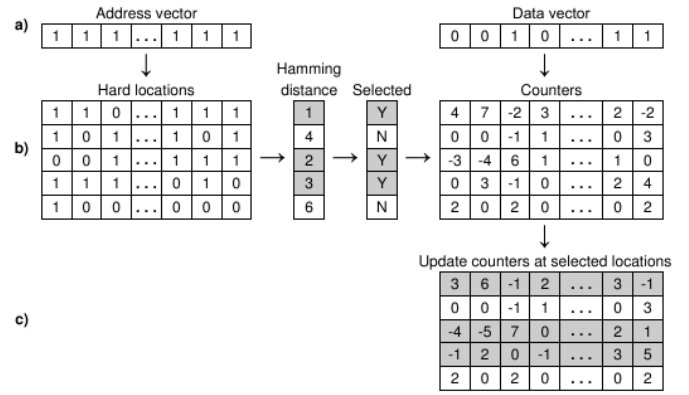 Address vector
Data vector
a)
1 1 1 ... 1 1 1
0 0 1 0 ... 1 1
Hard locations
Hamming distance
Selected
Counters
b)
1 1 0 ... 1 1 1
1
Y
4 7 -2 3 ... 2 -2
1 0 1 ... 1 0 1
4
N
0 0 -1 1 ... 0 3
0 0 1 ... 1 1 1
2
Y
-3 -4 6 1 ... 1 0
1 1 1 ... 0 1 0
3
Y
0 3 -1 0 ... 2 4
1 0 0 ... 0 0 0
6
N
2 0 2 0 ... 0 2
Update counters at selected locations
c)
3 6 -1 2 ... 3 -1
0 0 -1 1 ... 0 3
-4 -5 7 0 ... 2 1
-1 2 0 -1 ... 3 5
2 0 2 0 ... 0 2